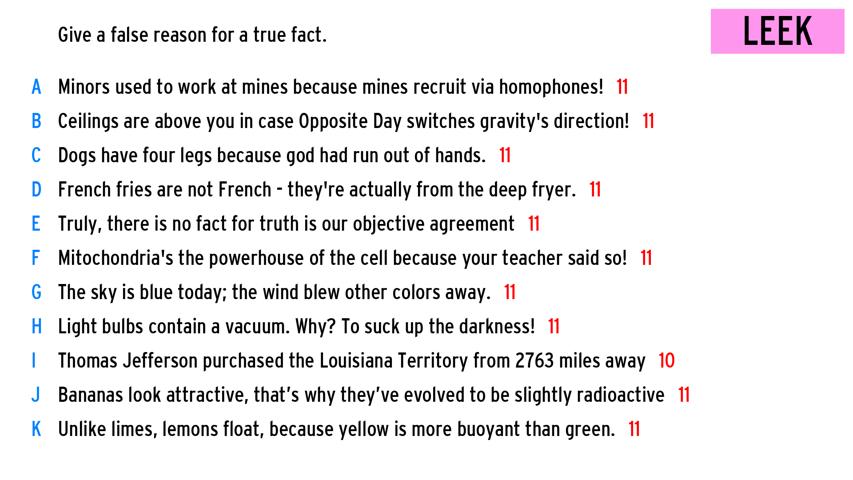 Give a false reason for a true fact.
LEEK
A Minors used to work at mines because mines recruit via homophones! 11
B Ceilings are above you in case Opposite Day switches gravity's direction! 11
C Dogs have four legs because god had run out of hands. 11
D French fries are not French - they're actually from the deep fryer. 11
E Truly, there is no fact for truth is our objective agreement 11
F Mitochondria's the powerhouse of the cell because your teacher said so! 11
G The sky is blue today; the wind blew other colors away. 11
H Light bulbs contain a vacuum. Why? To suck up the darkness! 11
I Thomas Jefferson purchased the Louisiana Territory from 2763 miles away 10
J Bananas look attractive, that’s why they’ve evolved to be slightly radioactive 11
K Unlike limes, lemons float, because yellow is more buoyant than green. 11